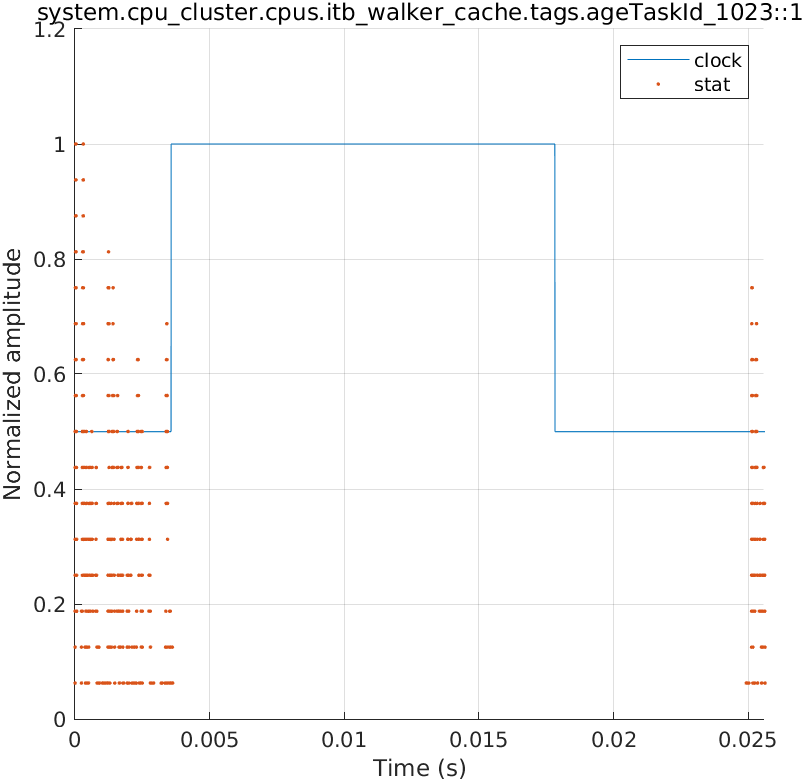 system.cpu_cluster.cpus.itb_walker_cache.tags.ageTaskId_1023::1
1.2
1
0.8
0.6
0.4
0.2
0
Normalized amplitude
clock
stat
0 0.005 0.01 0.015 0.02 0.025
Time (s)